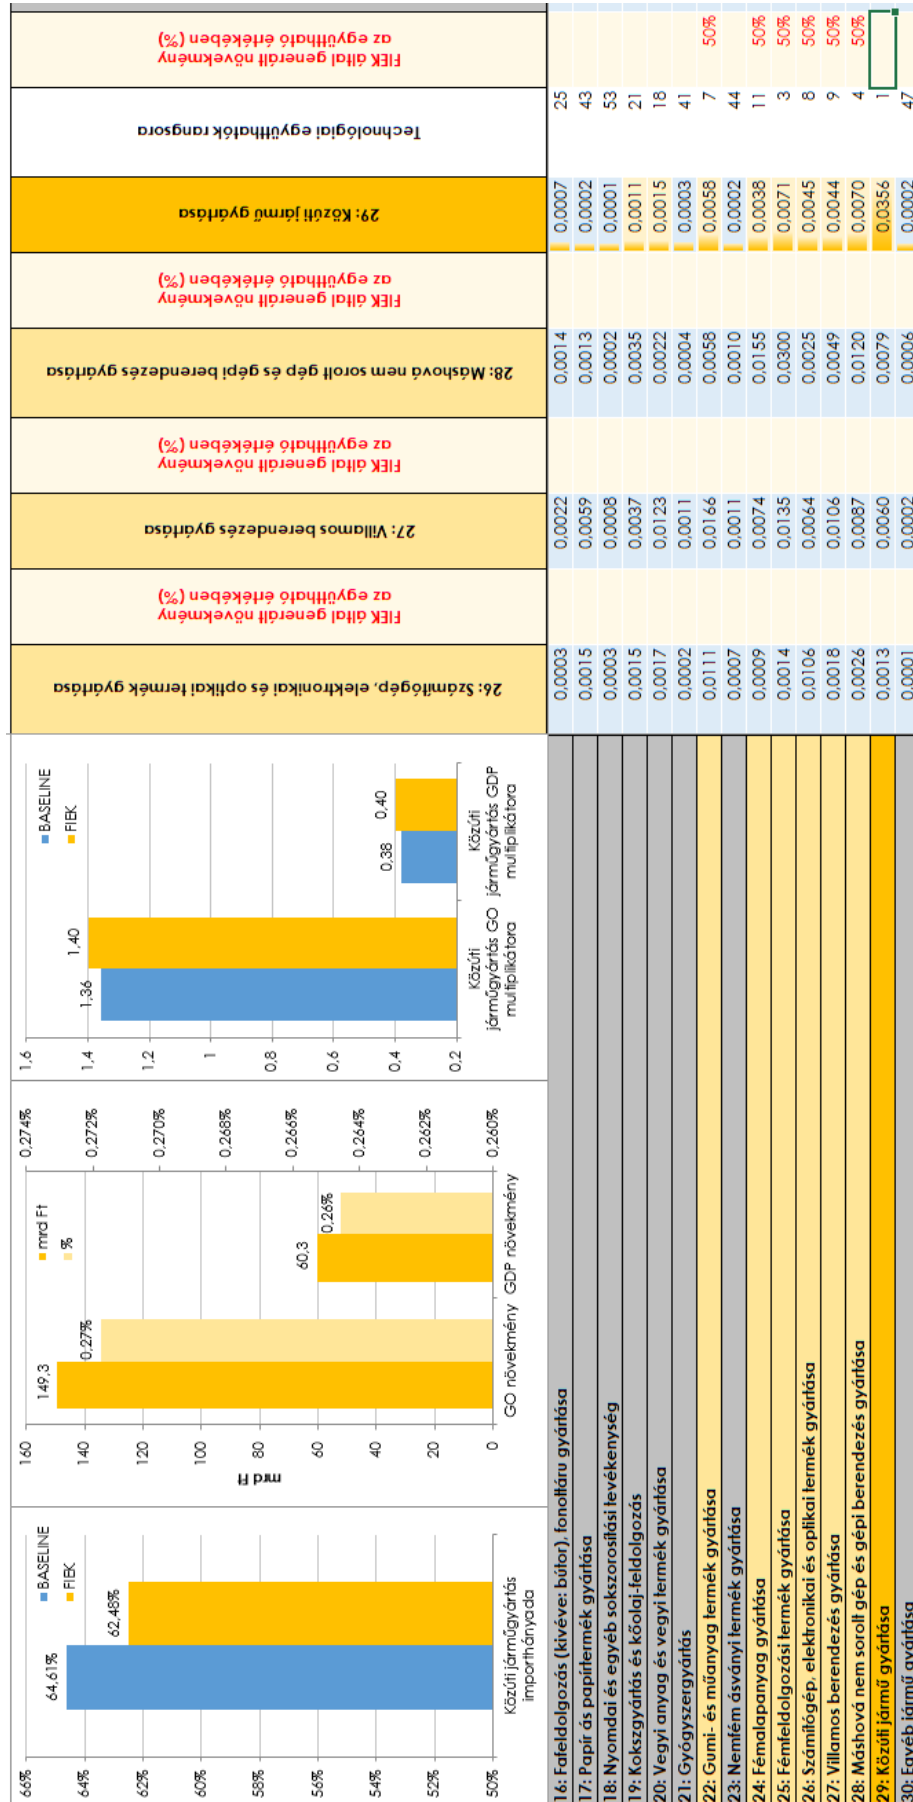 66%
64%
62%
60%
58%
56%
54%
52%
50%
64,61%
62,48%
BASELINE
FIEK
Közúti járműgyártás
importhányada
160
140
120
100
80
60
40
20
0
mrd Ft
149,3
0,27%
60,3
0,26%
mrd Ft
%
GO növekmény
GDP növekmény
0,274%
0,272%
0,270%
0,268%
0,266%
0,264%
0,262%
0,260%
1,6
1,4
1,2
1
0,8
0,6
0,4
0,2
1,36
1,40
0,38
0,40
BASELINE
FIEK
Közúti
járműgyártás GO
multiplikátora
Közúti
járműgyártás GDP
multiplikátora
26: Számítógép, elektronikai és optikai termék gyártása
FIEK által generált növekmény
az együttható értékében (%)
27: Villamos berendezés gyártása
FIEK által generált növekmény
az együttható értékében (%)
28: Máshová nem sorolt gép és gépi berendezés gyártása
FIEK által generált növekmény
az együttható értékében (%)
29: Közúti jármű gyártása
Technológiai együtthatók rangsora
FIEK által generált növekmény
az együttható értékében (%)
16: Fafeldolgozás (kivéve: bútor), fonottáru gyártása 0,0003 0,0022 0,0014 0,0007 25
17: Papír ás papírtermék gyártása 0,0015 0,0059 0,0013 0,0002 43
18: Nyomdai és egyéb sokszorosítási tevékenység 0,0003 0,0008 0,0002 0,0001 53
19: Kokszgyártás és kőolaj-feldolgozás 0,0015 0,0037 0,0035 0,0011 21
20: Vegyi anyag és vegyi termék gyártása 0,0017 0,0123 0,0022 0,0015 18
21: Gyógyszergyártás 0,0002 0,0011 0,0004 0,0003 41
22: Gumi- és műanyag termék gyártása 0,0111 0,0166 0,0058 0,0058 7 50%
23: Nemfém ásványi termék gyártása 0,0007 0,0011 0,0010 0,0002 44
24: Fémalapanyag gyártása 0,0009 0,0074 0,0155 0,0038 11 50%
25: Fémfeldolgozási termék gyártása 0,0014 0,0135 0,0300 0,0071 3 50%
26: Számítógép, elektronikai és optikai termék gyártása 0,0106 0,0064 0,0025 0,0045 8 50%
27: Villamos berendezés gyártása 0,0018 0,0106 0,0049 0,0044 9 50%
28: Máshová nem sorolt gép és gépi berendezés gyártása 0,0026 0,0087 0,0120 0,0070 4 50%
29: Közúti jármű gyártása 0,0013 0,0060 0,0079 0,0356 1
30: Egyéb jármű gyártása 0,0001 0,0002 0,0006 0,0002 47